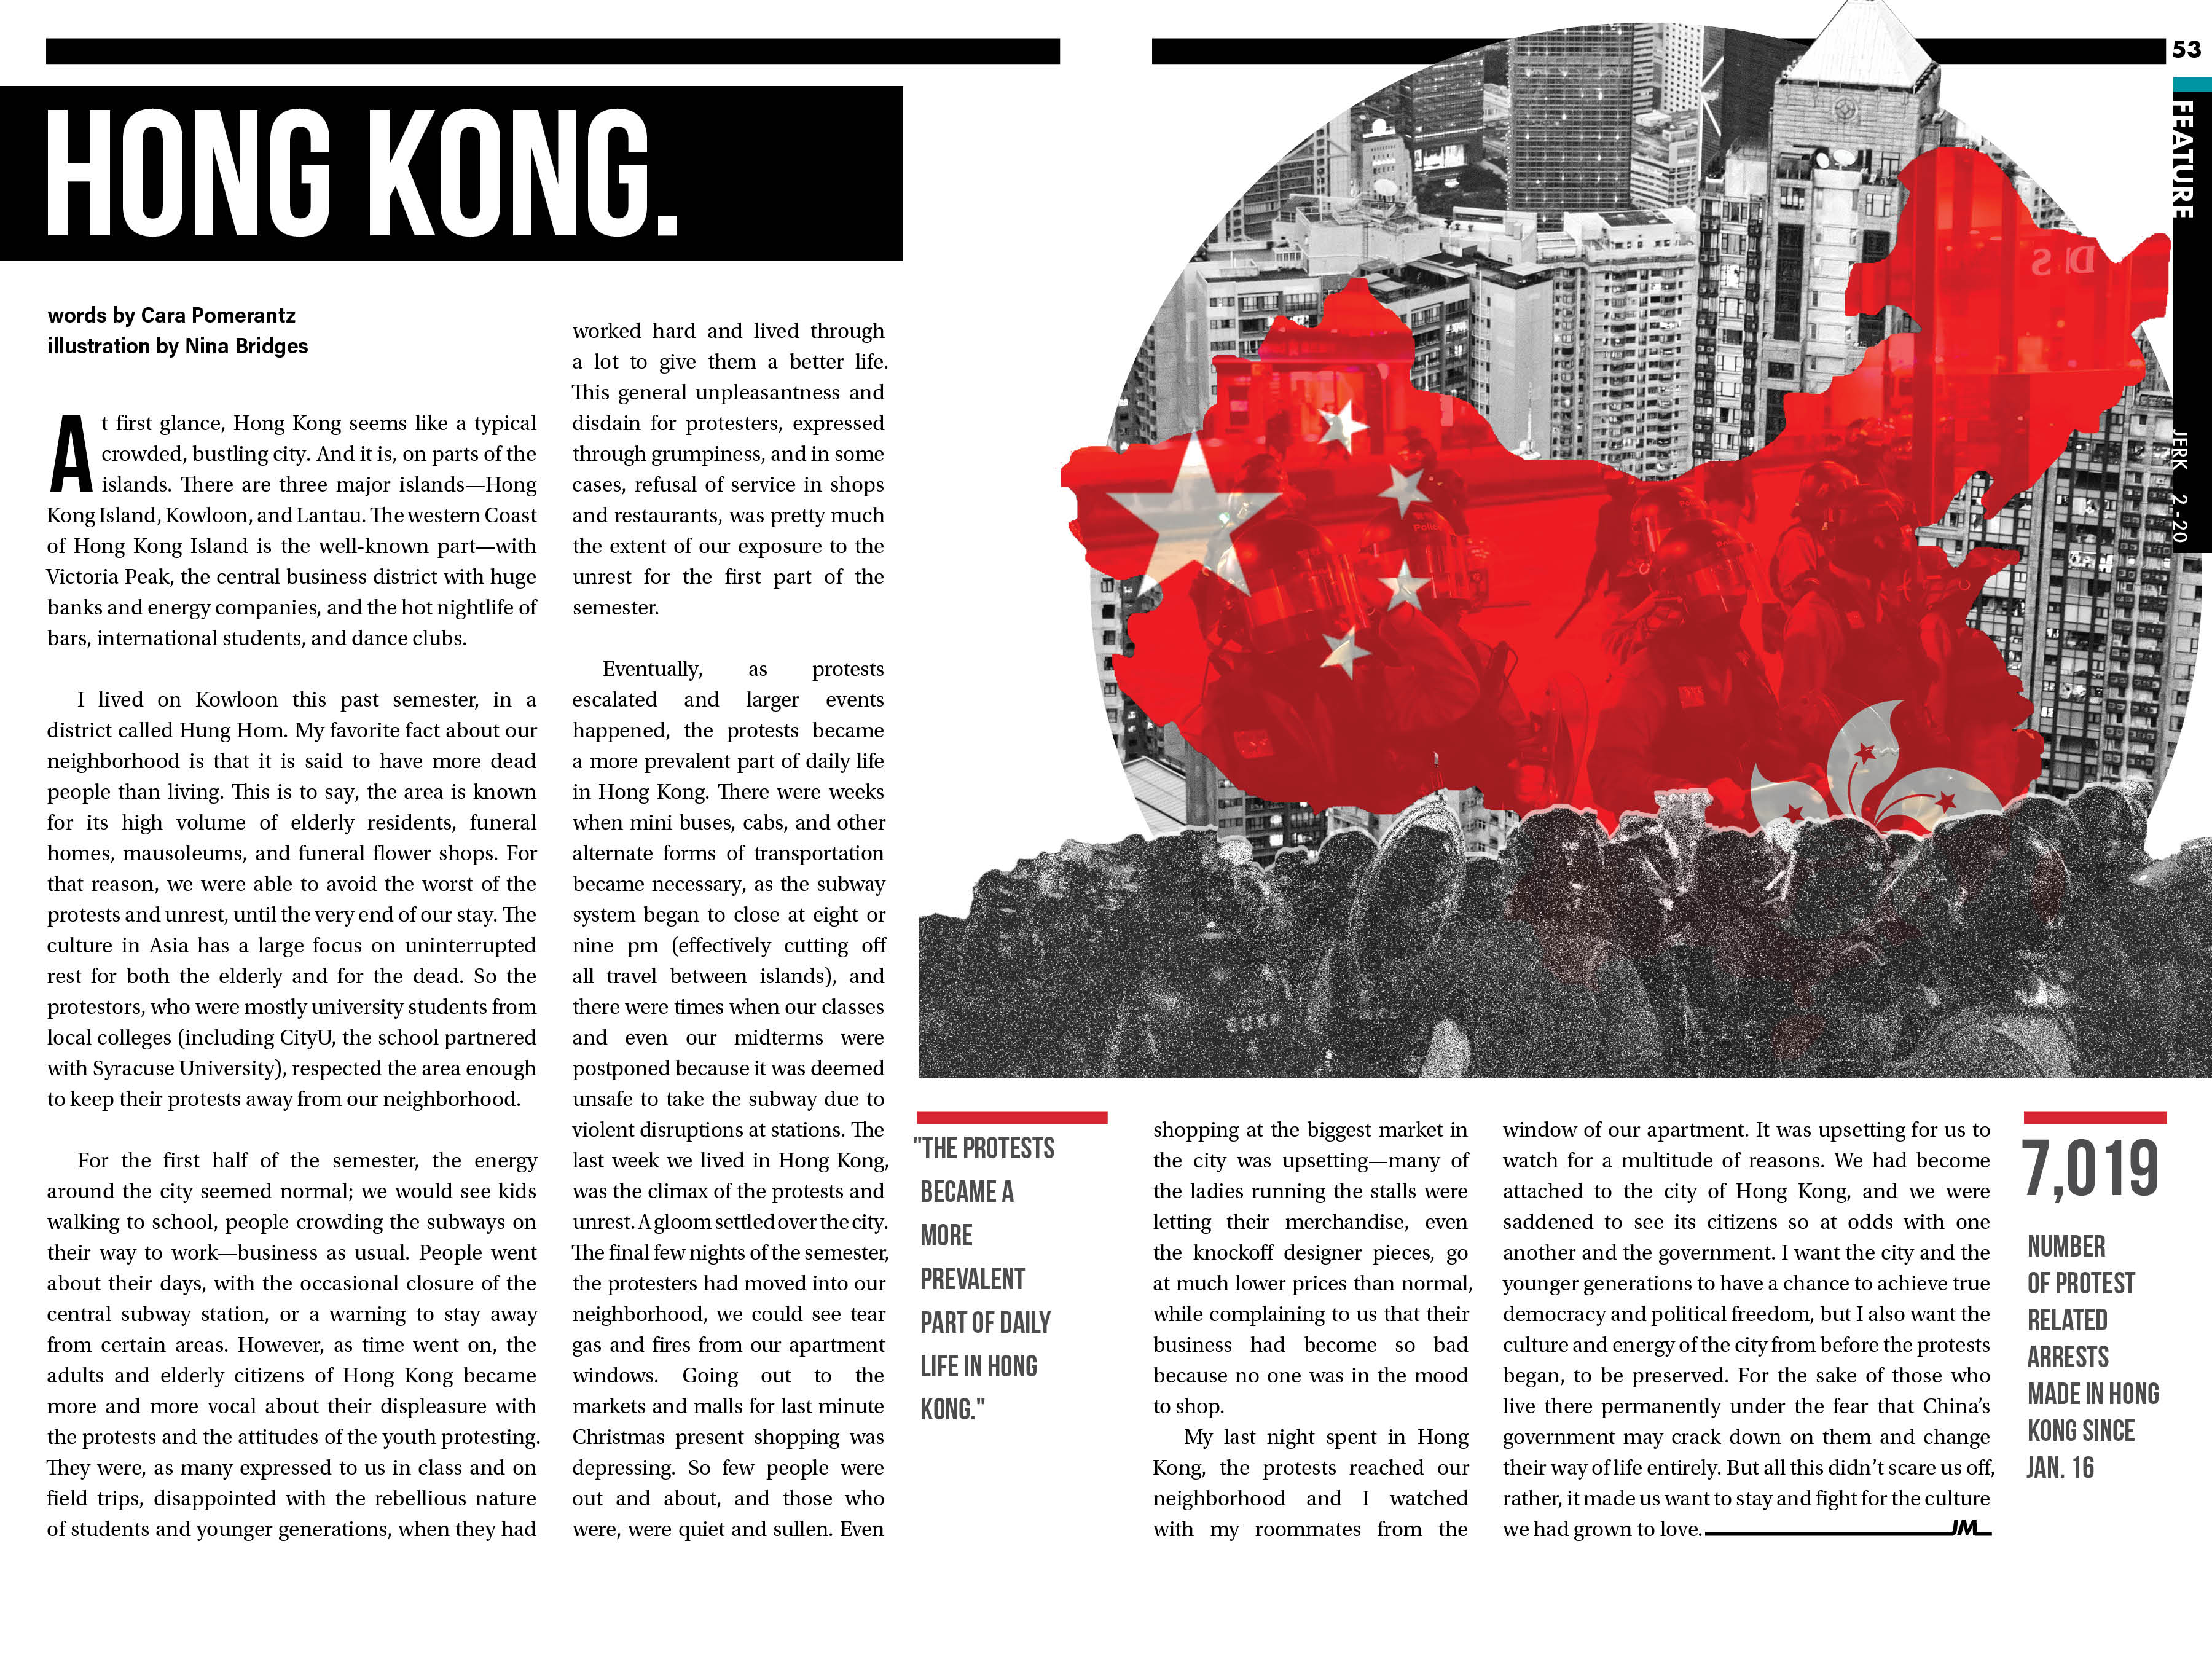 53
FEATURE
JERK 2 -20
HONG KONG.
words by Cara Pomerantz
illustration by Nina Bridges
At first glance, Hong Kong seems like a typical
crowded, bustling city. And it is, on parts of the
islands. There are three major islands—Hong
Kong Island, Kowloon, and Lantau. The western Coast
of Hong Kong Island is the well-known part—with
Victoria Peak, the central business district with huge
banks and energy companies, and the hot nightlife of
bars, international students, and dance clubs.
I lived on Kowloon this past semester, in a
district called Hung Hom. My favorite fact about our
neighborhood is that it is said to have more dead
people than living. This is to say, the area is known
for its high volume of elderly residents, funeral
homes, mausoleums, and funeral flower shops. For
that reason, we were able to avoid the worst of the
protests and unrest, until the very end of our stay. The
culture in Asia has a large focus on uninterrupted
rest for both the elderly and for the dead. So the
protestors, who were mostly university students from
local colleges (including CityU, the school partnered
with Syracuse University), respected the area enough
to keep their protests away from our neighborhood.
For the first half of the semester, the energy
around the city seemed normal; we would see kids
walking to school, people crowding the subways on
their way to work—business as usual. People went
about their days, with the occasional closure of the
central subway station, or a warning to stay away
from certain areas. However, as time went on, the
adults and elderly citizens of Hong Kong became
more and more vocal about their displeasure with
the protests and the attitudes of the youth protesting.
They were, as many expressed to us in class and on
field trips, disappointed with the rebellious nature
of students and younger generations, when they had
worked hard and lived through
a lot to give them a better life.
This general unpleasantness and
disdain for protesters, expressed
through grumpiness, and in some
cases, refusal of service in shops
and restaurants, was pretty much
the extent of our exposure to the
unrest for the first part of the
semester.
Eventually, as protests
escalated and larger events
happened, the protests became
a more prevalent part of daily life
in Hong Kong. There were weeks
when mini buses, cabs, and other
alternate forms of transportation
became necessary, as the subway
system began to close at eight or
nine pm (effectively cutting off
all travel between islands), and
there were times when our classes
and even our midterms were
postponed because it was deemed
unsafe to take the subway due to
violent disruptions at stations. The
last week we lived in Hong Kong,
was the climax of the protests and
unrest. A gloom settled over the city.
The final few nights of the semester,
the protesters had moved into our
neighborhood, we could see tear
gas and fires from our apartment
windows. Going out to the
markets and malls for last minute
Christmas present shopping was
depressing. So few people were
out and about, and those who
were, were quiet and sullen. Even
"THE PROTESTS
BECAME A
MORE
PREVALENT
PART OF DAILY
LIFE IN HONG
KONG."
shopping at the biggest market in
the city was upsetting—many of
the ladies running the stalls were
letting their merchandise, even
the knockoff designer pieces, go
at much lower prices than normal,
while complaining to us that their
business had become so bad
because no one was in the mood
to shop.
My last night spent in Hong
Kong, the protests reached our
neighborhood and I watched
with my roommates from the
window of our apartment. It was upsetting for us to
watch for a multitude of reasons. We had become
attached to the city of Hong Kong, and we were
saddened to see its citizens so at odds with one
another and the government. I want the city and the
younger generations to have a chance to achieve true
democracy and political freedom, but I also want the
culture and energy of the city from before the protests
began, to be preserved. For the sake of those who
live there permanently under the fear that China's
government may crack down on them and change
their way of life entirely. But all this didn't scare us off,
rather, it made us want to stay and fight for the culture
we had grown to love. JM
7,019
NUMBER
OF PROTEST
RELATED
ARRESTS
MADE IN HONG
KONG SINCE
JAN. 16
Police